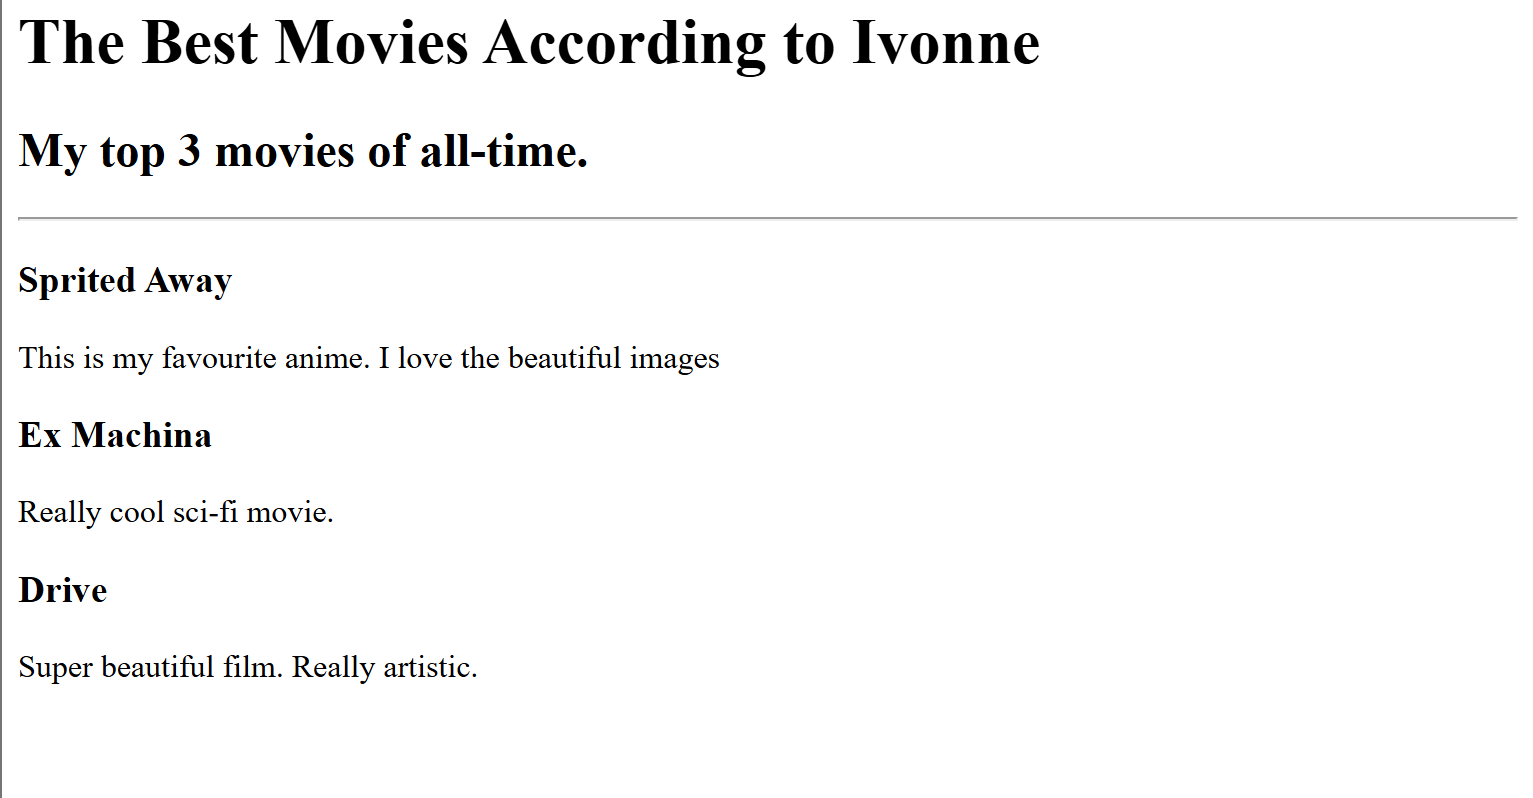 The Best Movies According to Ivonne
My top 3 movies of all-time.
Sprited Away
This is my favourite anime. I love the beautiful images
Ex Machina
Really cool sci-fi movie.
Drive
Super beautiful film. Really artistic.